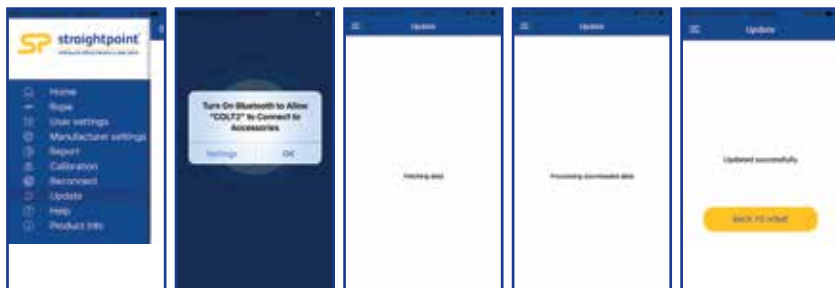 straightpoint
Home
Rope
User settings
Manufacturer settings
Report
Calibration
Reconnect
Update
Help
Product Info
Turn On Bluetooth to Allow
"COLT2" to Connect to
Accessories
Settings OK
Update
Fetching data
Update
Processing downloaded data
Update
Updated successfully
BACK TO HOME